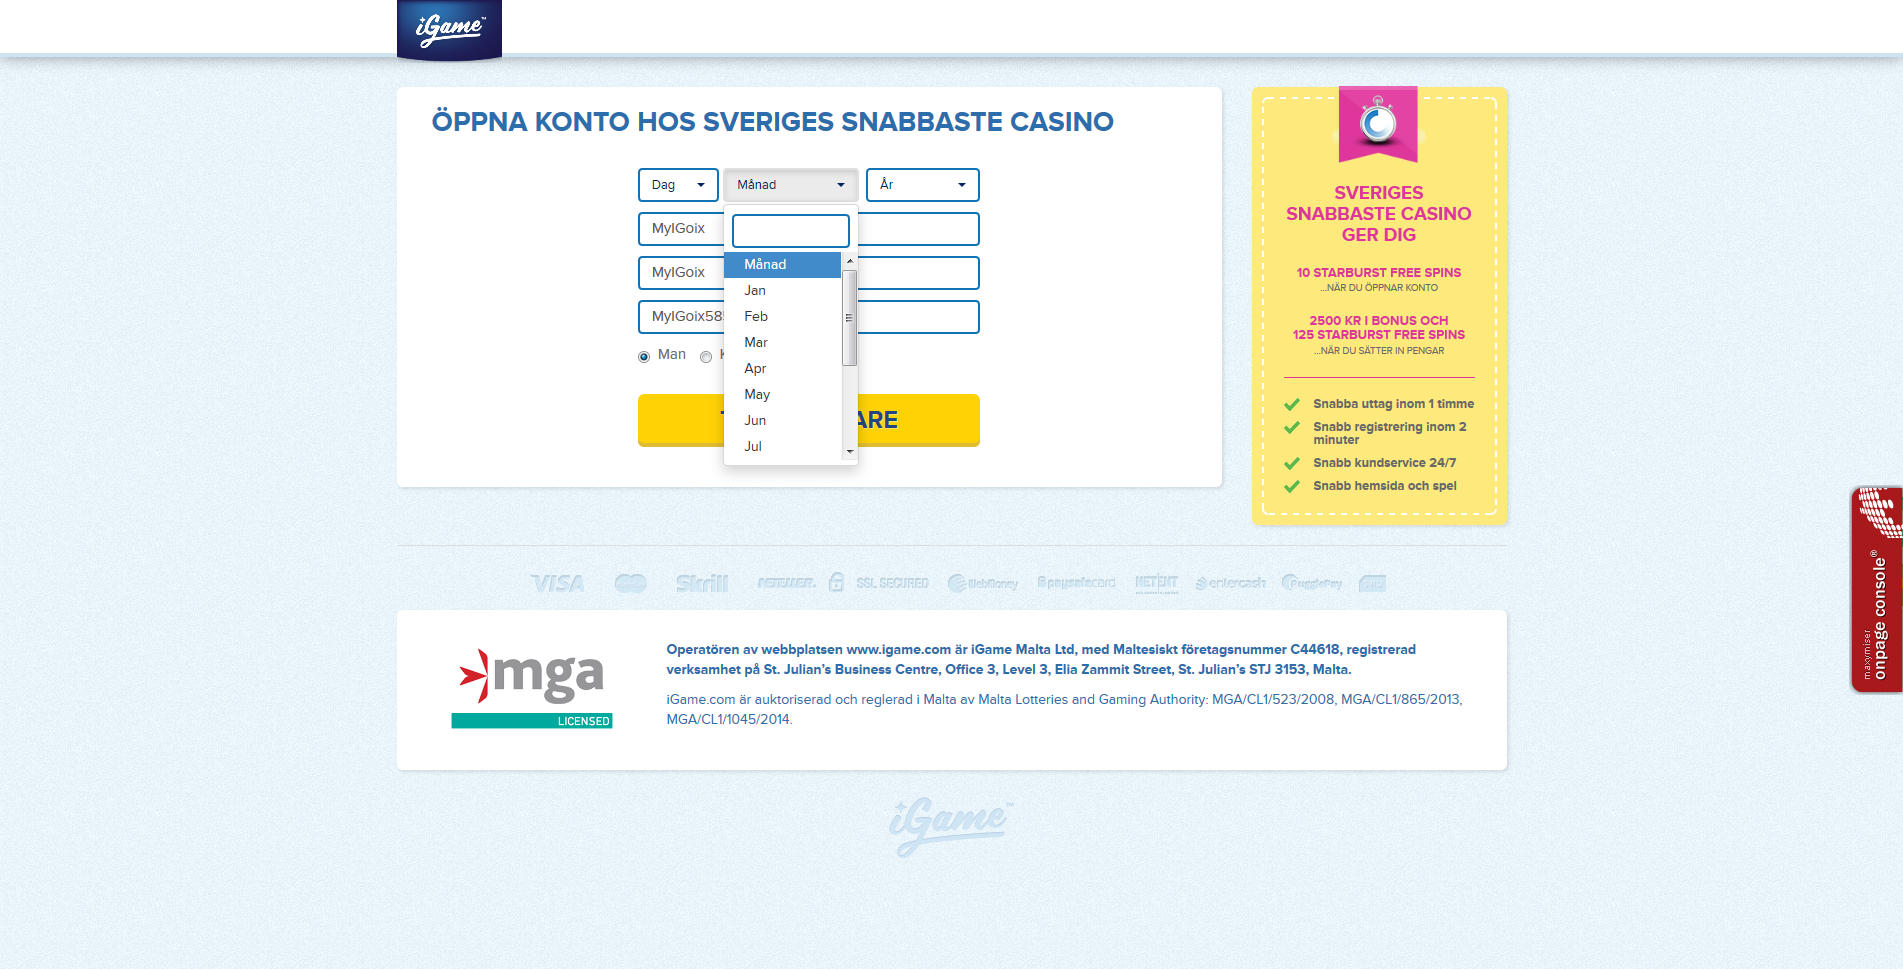 iGame™
ÖPPNA KONTO HOS SVERIGES SNABBASTE CASINO
Dag
Månad
År
MyIGoix
MyIGoix
MyIGoix58
Man
Månad
Jan
Feb
Mar
Apr
May
Jun
Jul
ARE
SVERIGES
SNABBASTE CASINO
GER DIG
10 STARBURST FREE SPINS
...NÄR DU ÖPPNAR KONTO
2500 KR I BONUS OCH
125 STARBURST FREE SPINS
...NÄR DU SÄTTER IN PENGAR
Snabba uttag inom 1 timme
Snabb registrering inom 2
minuter
Snabb kundservice 24/7
Snabb hemsida och spel
maxymiser
onpage console®
VISA
Skrill
NETELLER
SSL SECURED
WebMoney
paysafecard
NETENT
entercash
PugglePay
mga
LICENSED
Operatören av webbplatsen www.igame.com är iGame Malta Ltd, med Maltesiskt företagsnummer C44618, registrerad
verksamhet på St. Julian’s Business Centre, Office 3, Level 3, Elia Zammit Street, St. Julian’s STJ 3153, Malta.
iGame.com är auktoriserad och reglerad i Malta av Malta Lotteries and Gaming Authority: MGA/CL1/523/2008, MGA/CL1/865/2013,
MGA/CL1/1045/2014.
iGame™